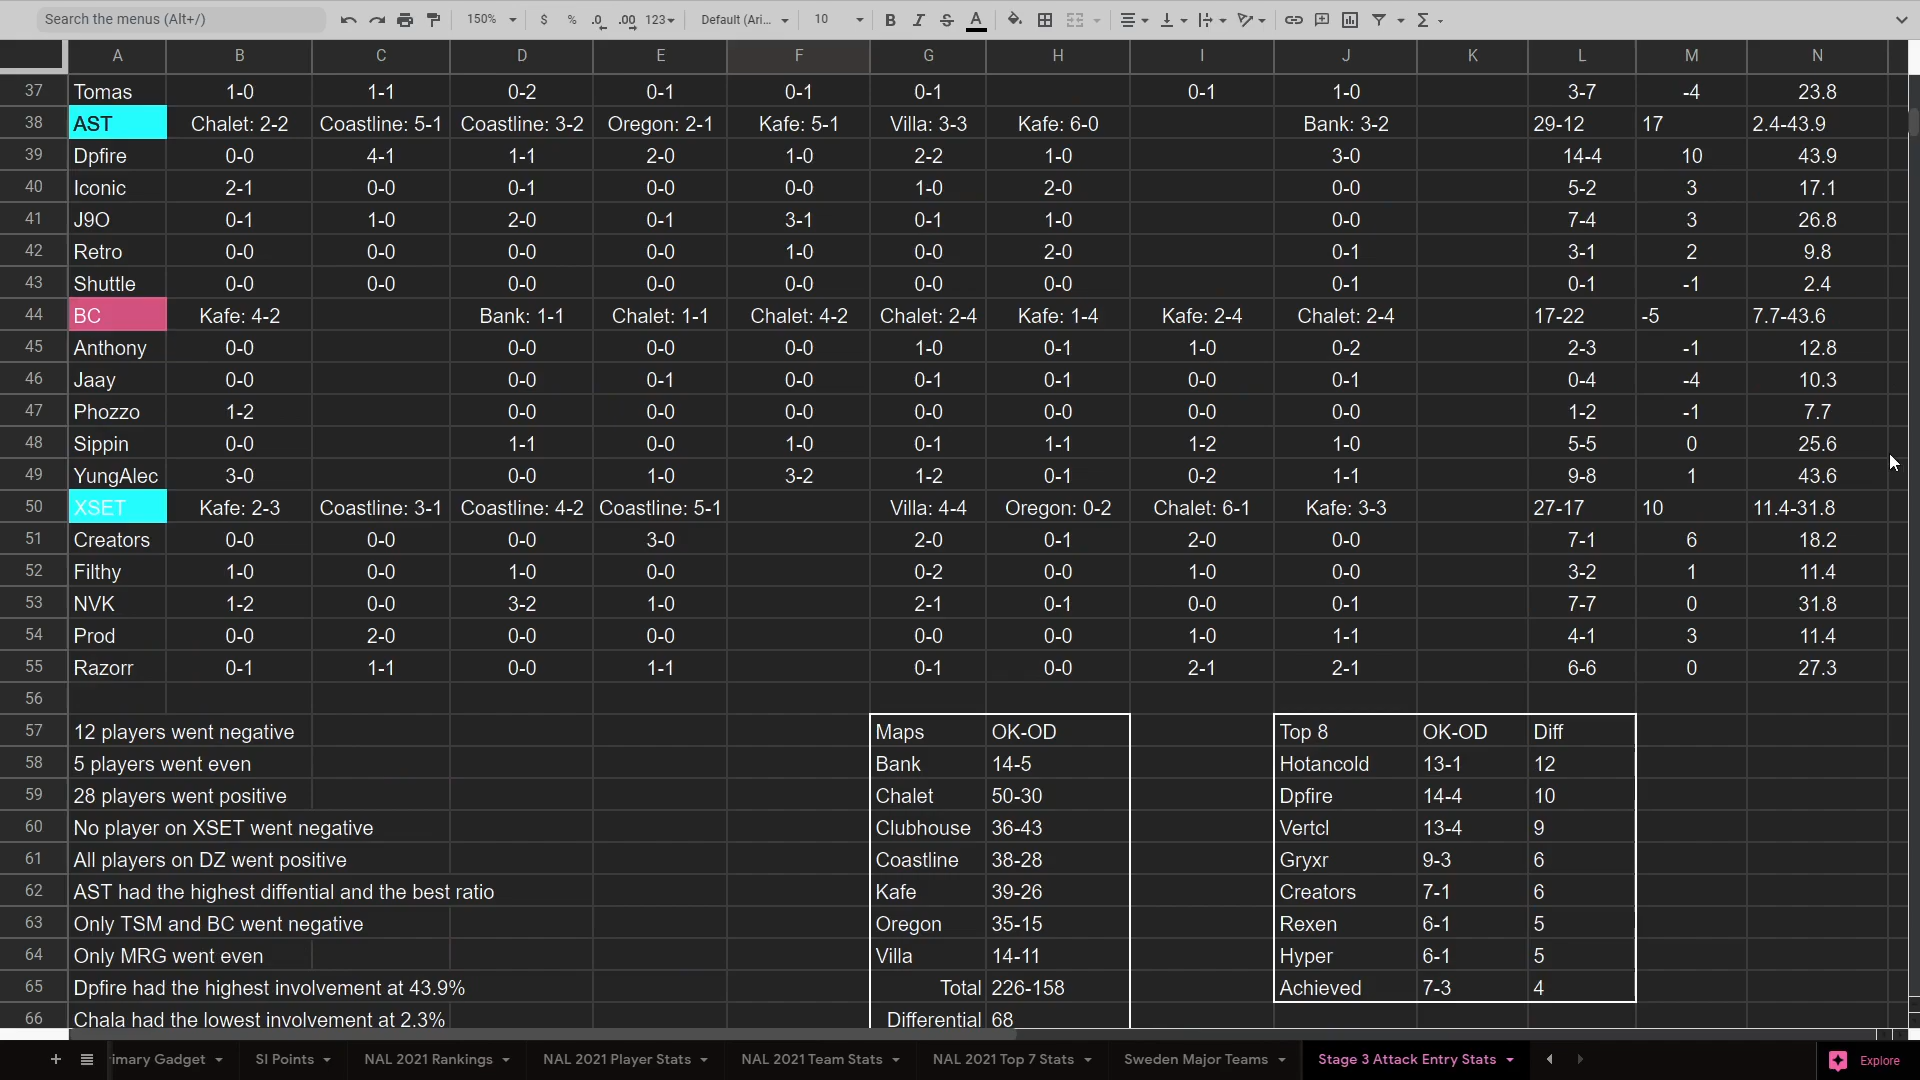 Search the menus (Alt+/) 150% $ % .0 .00 123 Default (Ari... 10 B I S A Σ
A B C D E F G H I J K L M N
37 Tomas 1-0 1-1 0-2 0-1 0-1 0-1 0-1 1-0 3-7 -4 23.8
38 AST Chalet: 2-2 Coastline: 5-1 Coastline: 3-2 Oregon: 2-1 Kafe: 5-1 Villa: 3-3 Kafe: 6-0 Bank: 3-2 29-12 17 2.4-43.9
39 Dpfire 0-0 4-1 1-1 2-0 1-0 2-2 1-0 3-0 14-4 10 43.9
40 Iconic 2-1 0-0 0-1 0-0 0-0 1-0 2-0 0-0 5-2 3 17.1
41 J9O 0-1 1-0 2-0 0-1 3-1 0-1 1-0 0-0 7-4 3 26.8
42 Retro 0-0 0-0 0-0 0-0 1-0 0-0 2-0 0-1 3-1 2 9.8
43 Shuttle 0-0 0-0 0-0 0-0 0-0 0-0 0-0 0-1 0-1 -1 2.4
44 BC Kafe: 4-2 Bank: 1-1 Chalet: 1-1 Chalet: 4-2 Chalet: 2-4 Kafe: 1-4 Kafe: 2-4 Chalet: 2-4 17-22 -5 7.7-43.6
45 Anthony 0-0 0-0 0-0 0-0 1-0 0-1 1-0 0-2 2-3 -1 12.8
46 Jaay 0-0 0-0 0-1 0-0 0-1 0-1 0-0 0-1 0-4 -4 10.3
47 Phozzo 1-2 0-0 0-0 0-0 0-0 0-0 0-0 0-0 1-2 -1 7.7
48 Sippin 0-0 1-1 0-0 1-0 0-1 1-1 1-2 1-0 5-5 0 25.6
49 YungAlec 3-0 0-0 1-0 3-2 1-2 0-1 0-2 1-1 9-8 1 43.6
50 XSET Kafe: 2-3 Coastline: 3-1 Coastline: 4-2 Coastline: 5-1 Villa: 4-4 Oregon: 0-2 Chalet: 6-1 Kafe: 3-3 27-17 10 11.4-31.8
51 Creators 0-0 0-0 0-0 3-0 2-0 0-1 2-0 0-0 7-1 6 18.2
52 Filthy 1-0 0-0 1-0 0-0 0-2 0-0 1-0 0-0 3-2 1 11.4
53 NVK 1-2 0-0 3-2 1-0 2-1 0-1 0-0 0-1 7-7 0 31.8
54 Prod 0-0 2-0 0-0 0-0 0-0 0-0 1-0 1-1 4-1 3 11.4
55 Razorr 0-1 1-1 0-0 1-1 0-1 0-0 2-1 2-1 6-6 0 27.3
56
57 12 players went negative Maps OK-OD Top 8 OK-OD Diff
58 5 players went even Bank 14-5 Hotancold 13-1 12
59 28 players went positive Chalet 50-30 Dpfire 14-4 10
60 No player on XSET went negative Clubhouse 36-43 Vertcl 13-4 9
61 All players on DZ went positive Coastline 38-28 Gryxr 9-3 6
62 AST had the highest diffential and the best ratio Kafe 39-26 Creators 7-1 6
63 Only TSM and BC went negative Oregon 35-15 Rexen 6-1 5
64 Only MRG went even Villa 14-11 Hyper 6-1 5
65 Dpfire had the highest involvement at 43.9% Total 226-158 Achieved 7-3 4
66 Chala had the lowest involvement at 2.3% Differential 68
+ imary Gadget SI Points NAL 2021 Rankings NAL 2021 Player Stats NAL 2021 Team Stats NAL 2021 Top 7 Stats Sweden Major Teams Stage 3 Attack Entry Stats Explore